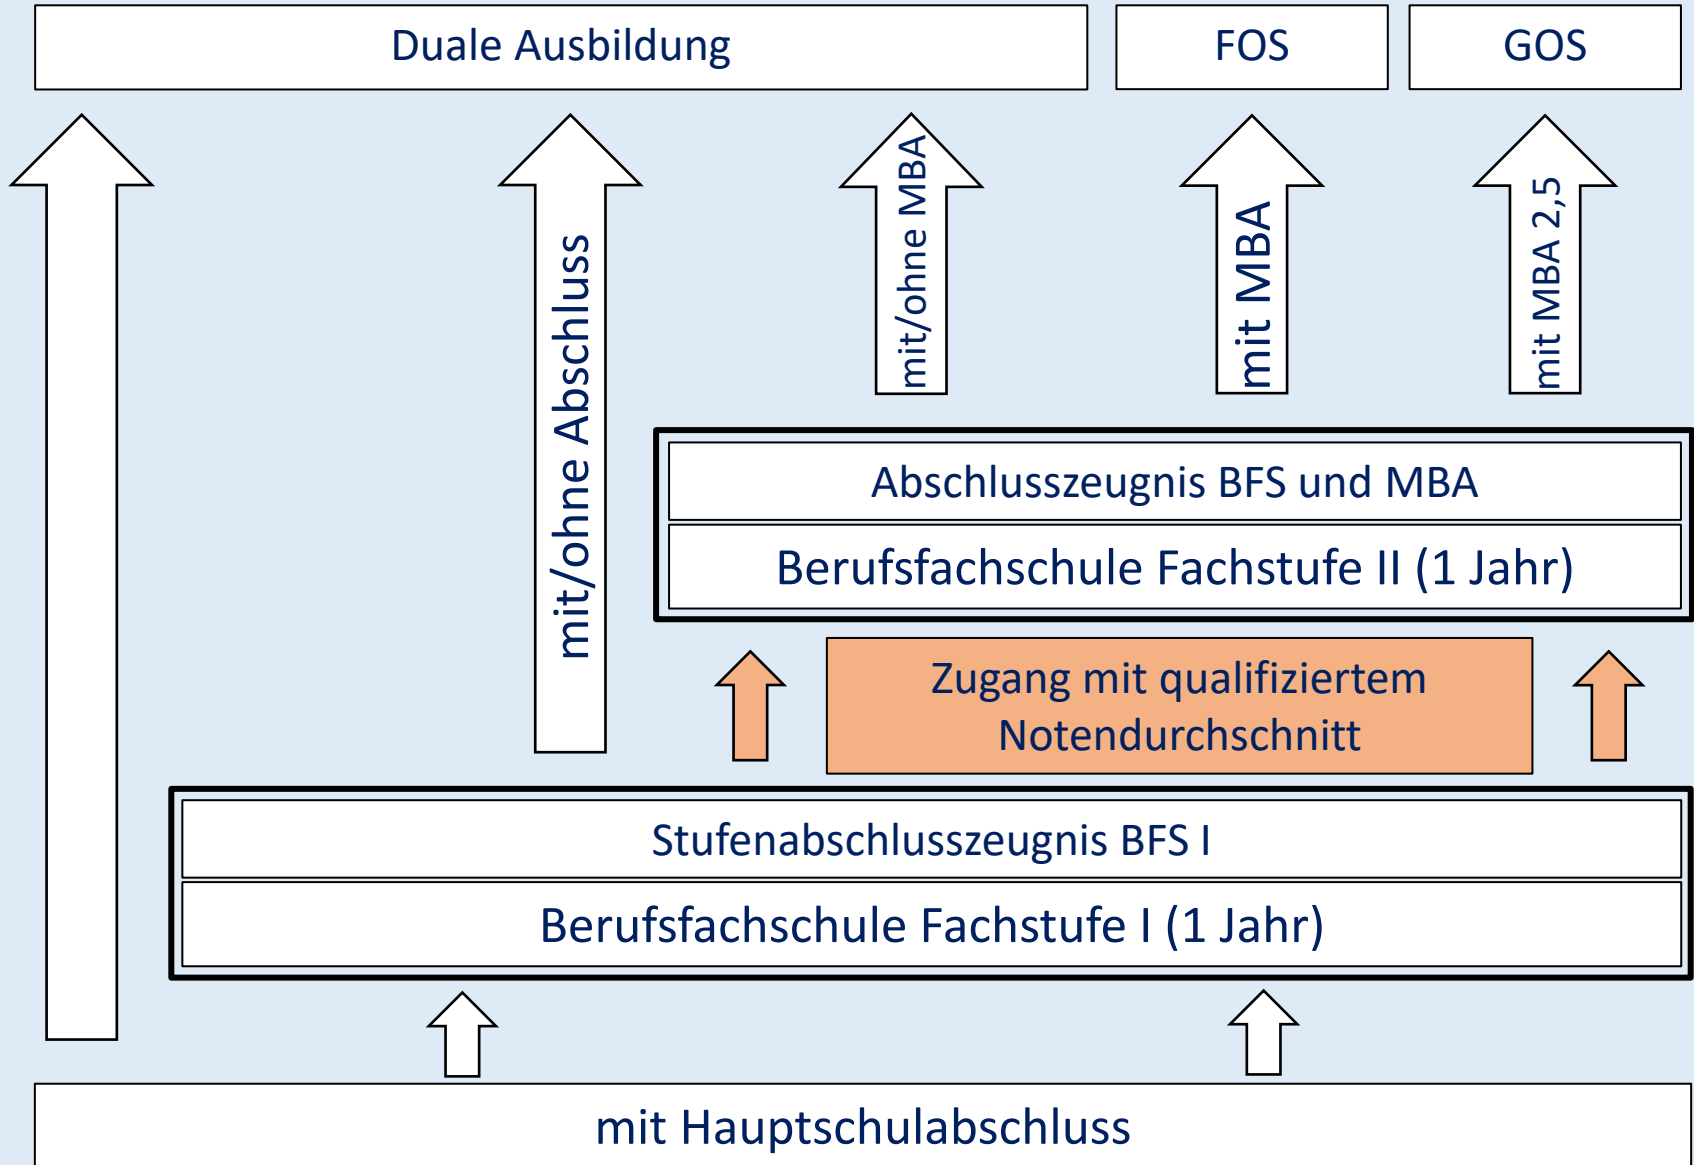 Duale Ausbildung
FOS
GOS
mit/ohne Abschluss
mit/ohne MBA
mit MBA
mit MBA 2,5
Abschlusszeugnis BFS und MBA
Berufsfachschule Fachstufe II (1 Jahr)
Zugang mit qualifiziertem
Notendurchschnitt
Stufenabschlusszeugnis BFS I
Berufsfachschule Fachstufe I (1 Jahr)
mit Hauptschulabschluss